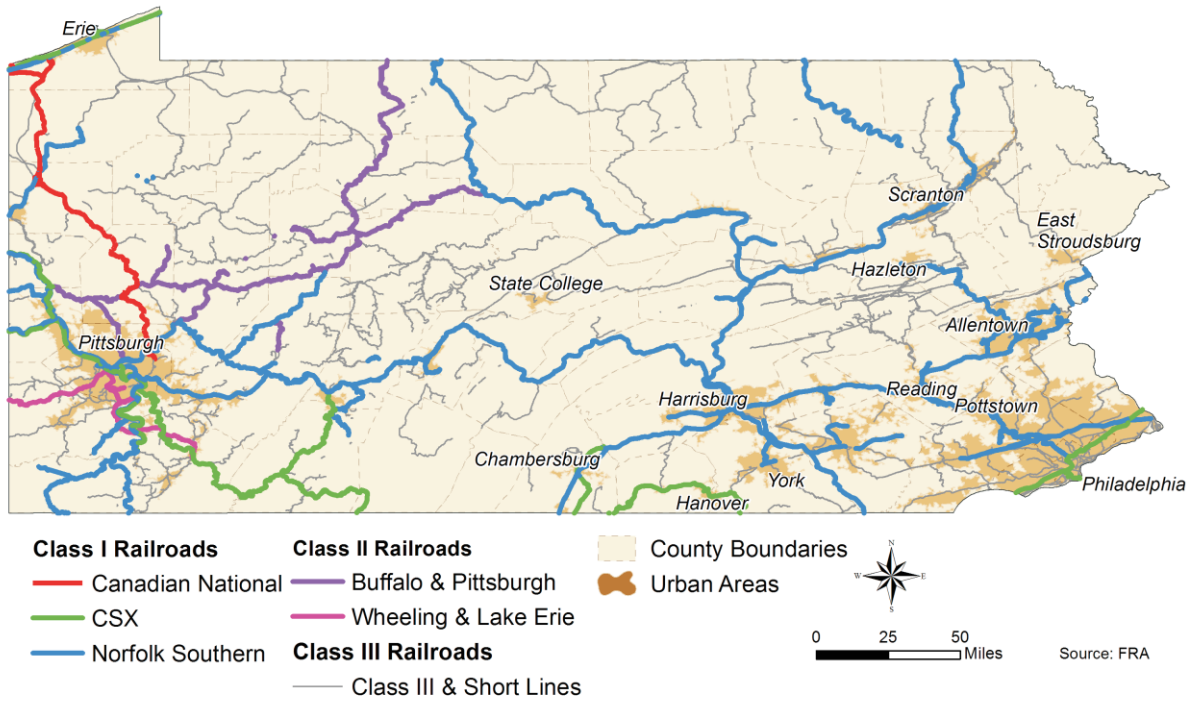 Erie
Scranton
East
Stroudsburg
Hazleton
State College
Allentown
Pittsburgh
Reading
Harrisburg
Pottstown
Chambersburg
York
Philadelphia
Hanover
Class I Railroads
Canadian National
CSX
Norfolk Southern
Class II Railroads
Buffalo & Pittsburgh
Wheeling & Lake Erie
Class III Railroads
Class III & Short Lines
County Boundaries
Urban Areas
N
W
E
S
0 25 50
Miles
Source: FRA